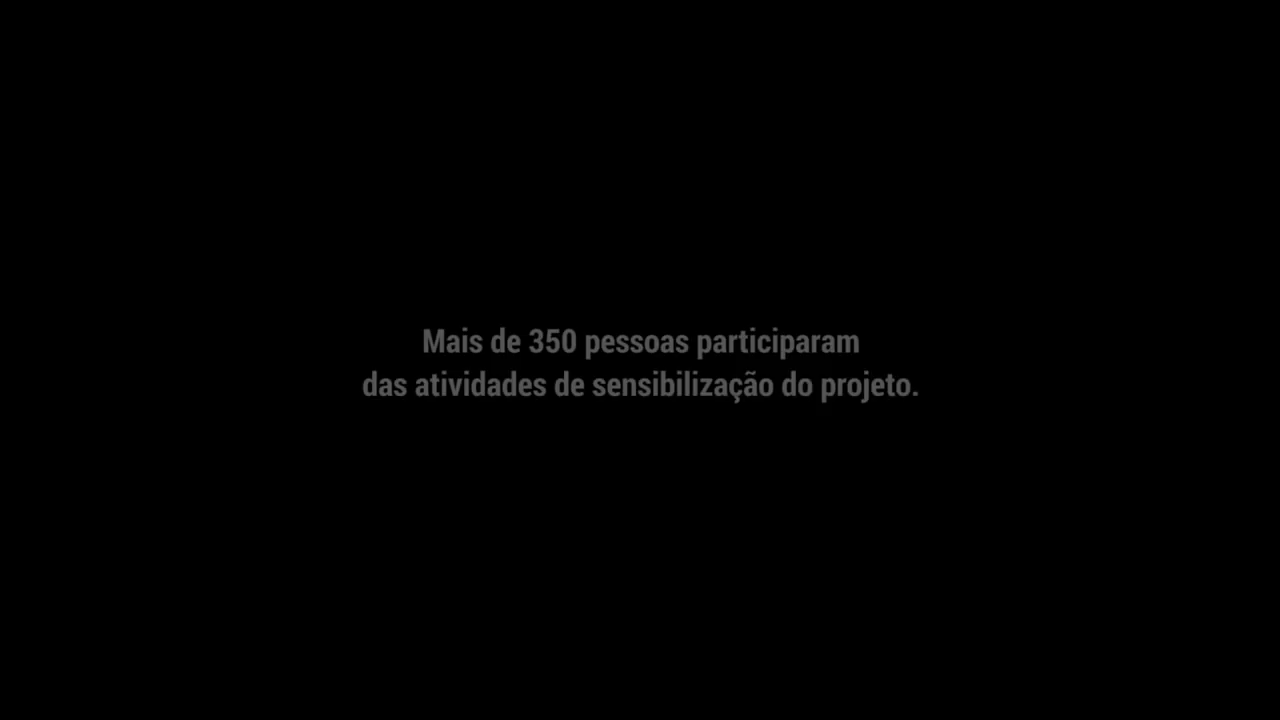 Mais de 350 pessoas participaram
das atividades de sensibilização do projeto.